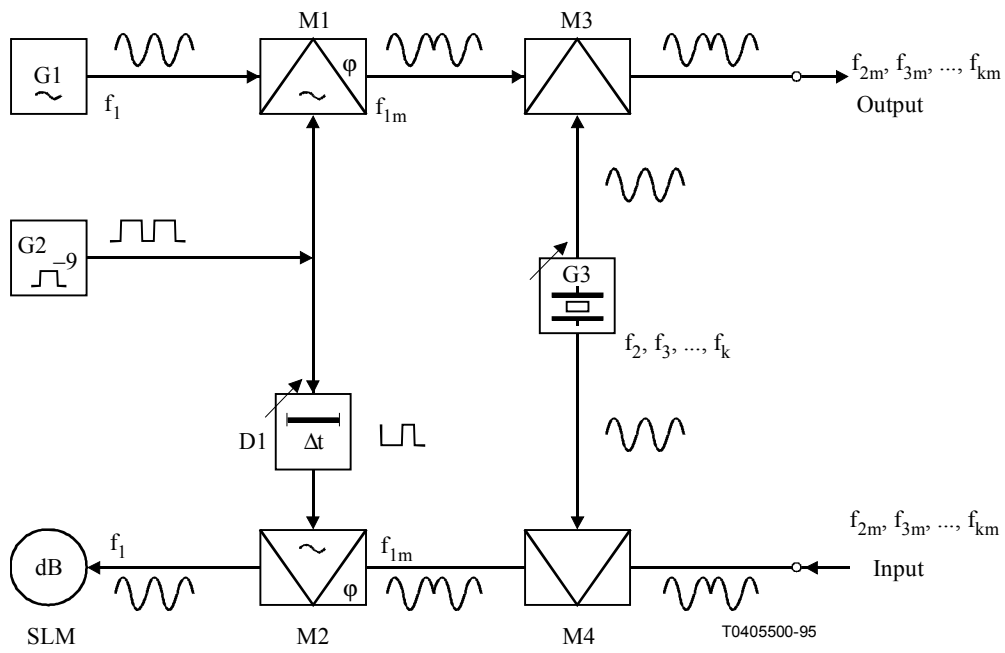 M1
M3
G1
~
f1
φ
~
f1m
f2m, f3m, ..., fkm
Output
G2
–9
G3
f2, f3, ..., fk
D1
Δt
f1
~
φ
f1m
f2m, f3m, ..., fkm
Input
dB
SLM
M2
M4
T0405500-95